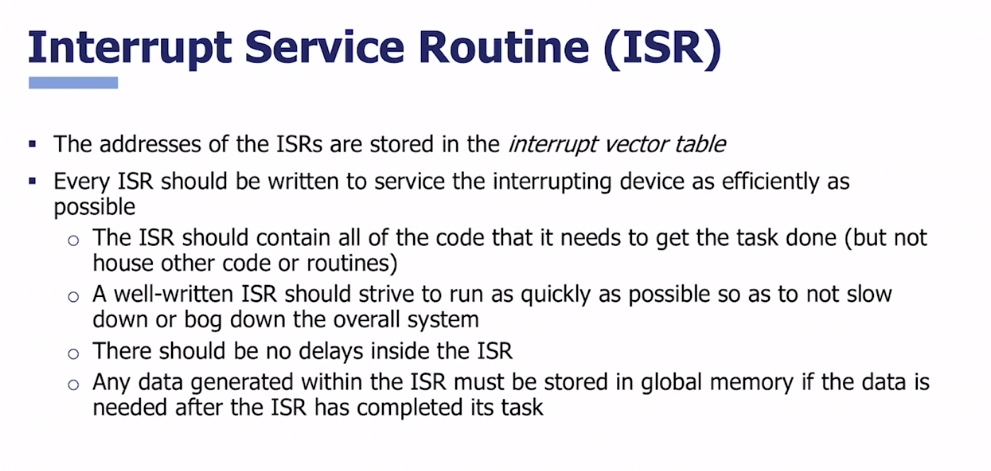 Interrupt Service Routine (ISR)
▪ The addresses of the ISRs are stored in the interrupt vector table
▪ Every ISR should be written to service the interrupting device as efficiently as
possible
o The ISR should contain all of the code that it needs to get the task done (but not
house other code or routines)
o A well-written ISR should strive to run as quickly as possible so as to not slow
down or bog down the overall system
o There should be no delays inside the ISR
o Any data generated within the ISR must be stored in global memory if the data is
needed after the ISR has completed its task